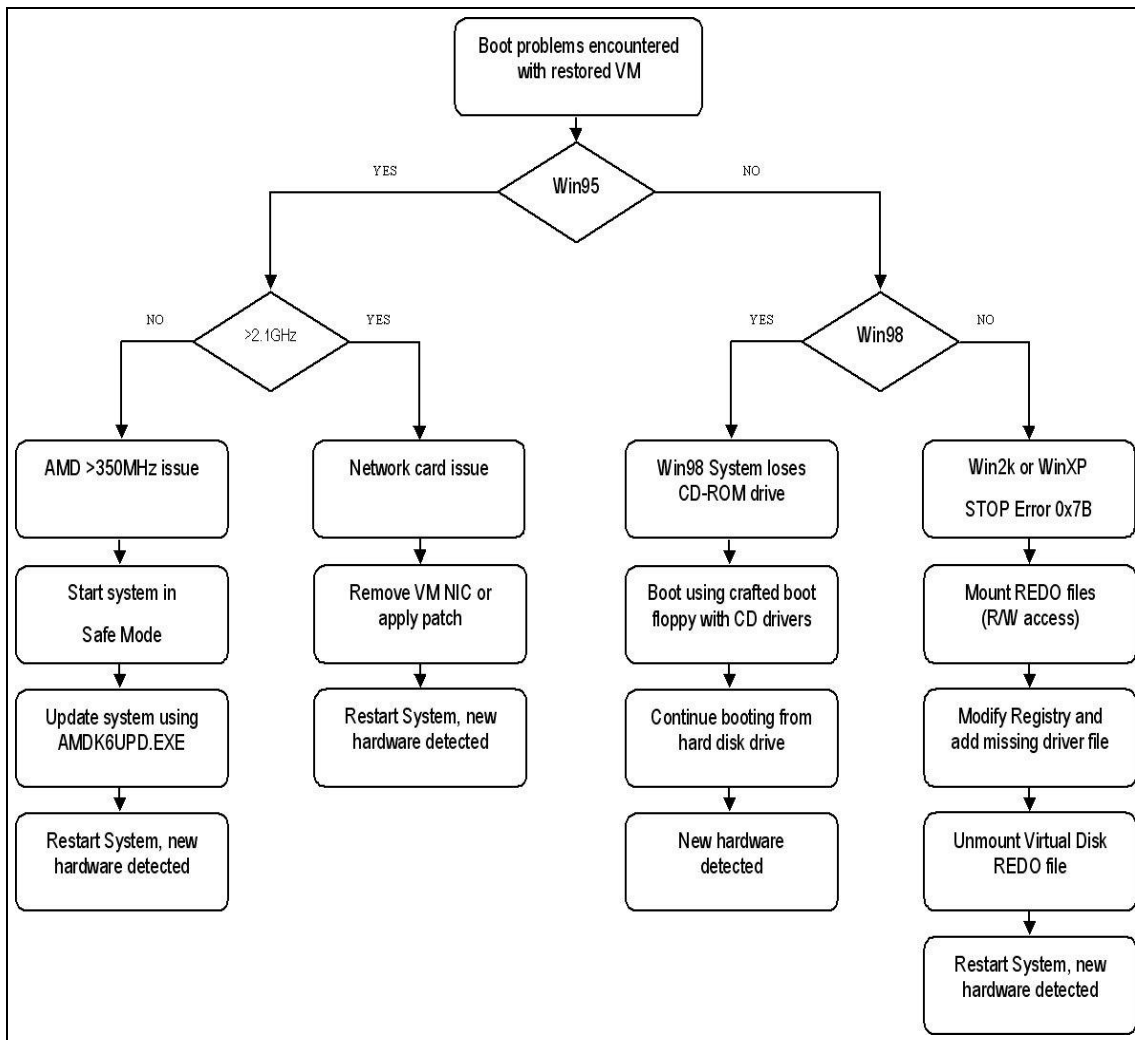 Boot problems encountered
with restored VM
YES
NO
Win95
NO
YES
>2.1GHz
YES
NO
Win98
AMD >350MHz issue
Network card issue
Win98 System loses
CD-ROM drive
Win2k or WinXP
STOP Error 0x7B
Start system in
Safe Mode
Remove VM NIC or
apply patch
Boot using crafted boot
floppy with CD drivers
Mount REDO files
(R/W access)
Update system using
AMDK6UPD.EXE
Restart System, new
hardware detected
Continue booting from
hard disk drive
Modify Registry and
add missing driver file
Restart System, new
hardware detected
New hardware
detected
Unmount Virtual Disk
REDO file
Restart System, new
hardware detected